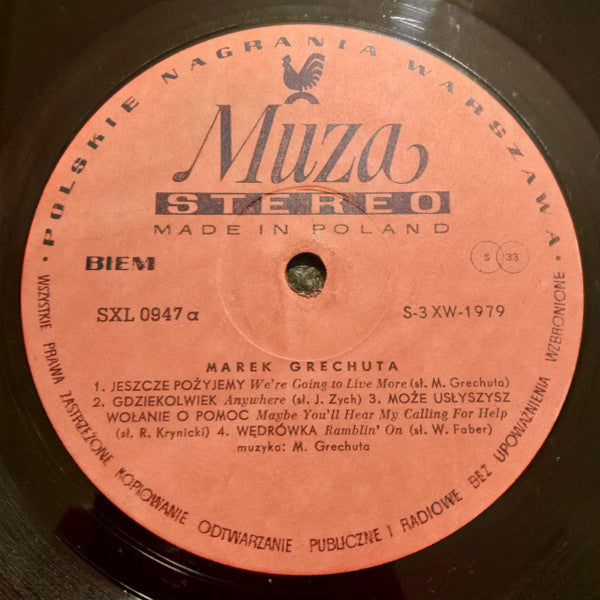 • POLSKIE NAGRANIA WARSZAWA •
Muza
STEREO
MADE IN POLAND
BIEM
S 33
SXL 0947 a
S-3XW-1979
MAREK GRECHUTA
1. JESZCZE POŻYJEMY We're Going to Live More (sł. M. Grechuta)
2. GDZIEKOLWIEK Anywhere (sł. J. Zych) 3. MOŻE USŁYSZYSZ
WOŁANIE O POMOC Maybe You'll Hear My Calling For Help
(sł. R. Krynicki) 4. WĘDRÓWKA Ramblin' On (sł. W. Faber)
muzyka: M. Grechuta
WSZYSTKIE PRAWA ZASTRZEŻONE KOPIOWANIE ODTWARZANIE PUBLICZNE I RADIOWE BEZ UPOWAŻNIENIA WZBRONIONE